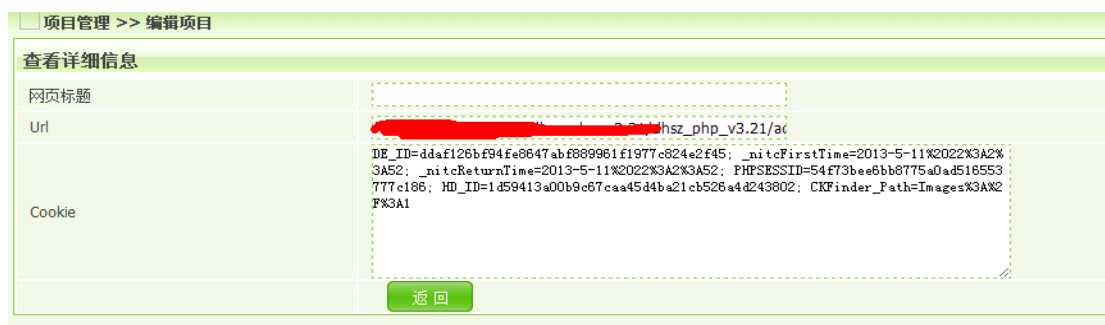 项目管理 >> 编辑项目
查看详细信息
网页标题
Url
hsz_php_v3.21/ad
DE_ID=ddaf126bf94fe8647abf889961f1977c824e2f45; _nitcFirstTime=2013-5-11%2022%3A2%
3A52; _nitcReturnTime=2013-5-11%2022%3A2%3A52; PHPSESSID=54f73bee6bb8775a0ad516553
777c186; HD_ID=1d59413a00b9c67caa45d4ba21cb526a4d243802; CKFinder_Path=Images%3A%2
F%3A1
Cookie
返 回